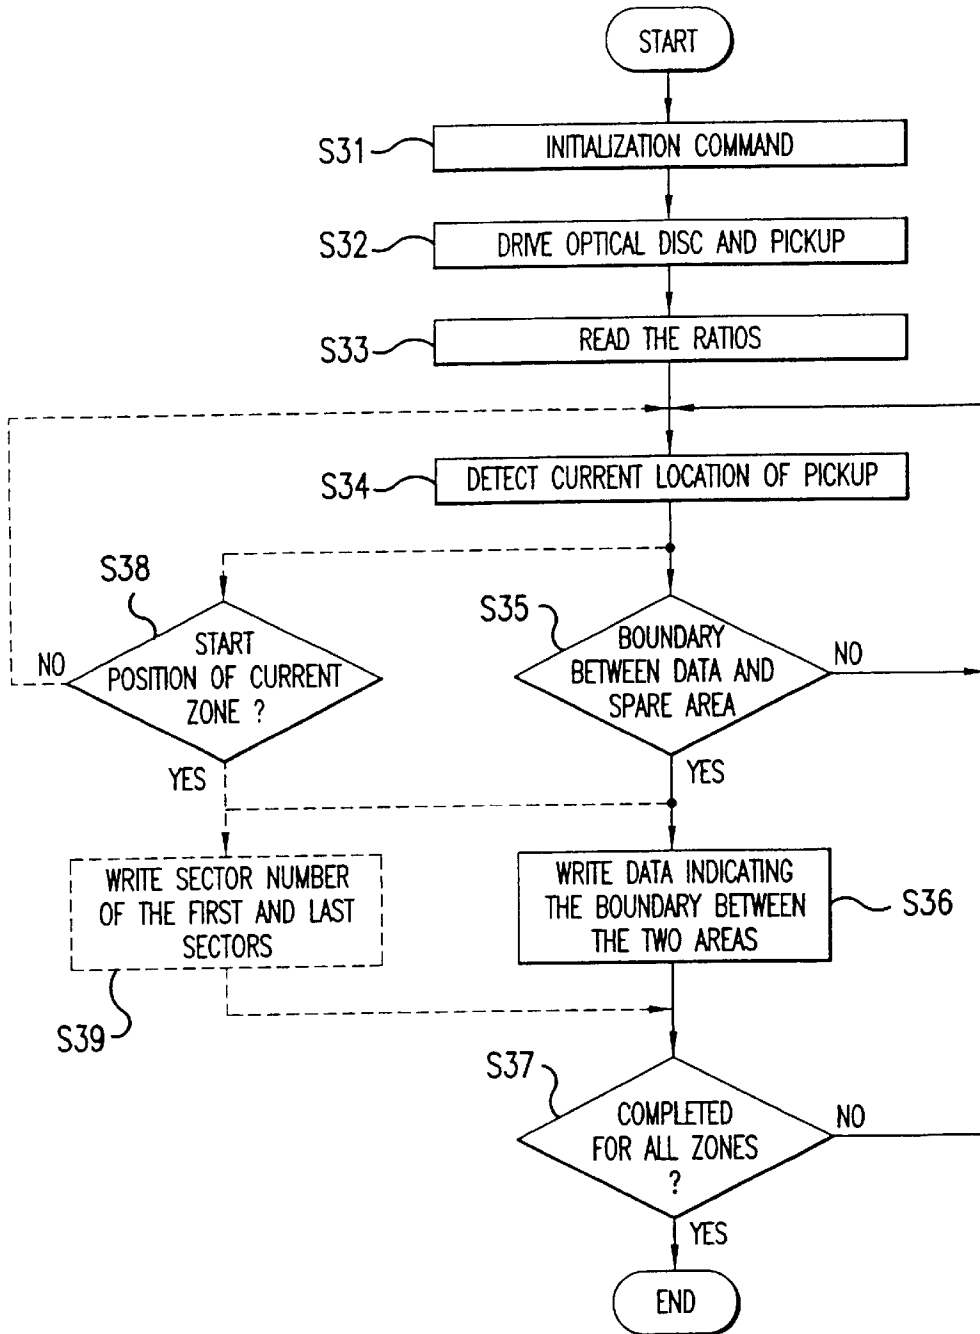 START
S31
INITIALIZATION COMMAND
S32
DRIVE OPTICAL DISC AND PICKUP
S33
READ THE RATIOS
S34
DETECT CURRENT LOCATION OF PICKUP
S38
START
POSITION OF CURRENT
ZONE ?
NO
YES
S35
BOUNDARY
BETWEEN DATA AND
SPARE AREA
NO
YES
WRITE SECTOR NUMBER
OF THE FIRST AND LAST
SECTORS
S39
WRITE DATA INDICATING
THE BOUNDARY BETWEEN
THE TWO AREAS
S36
S37
COMPLETED
FOR ALL ZONES
?
NO
YES
END